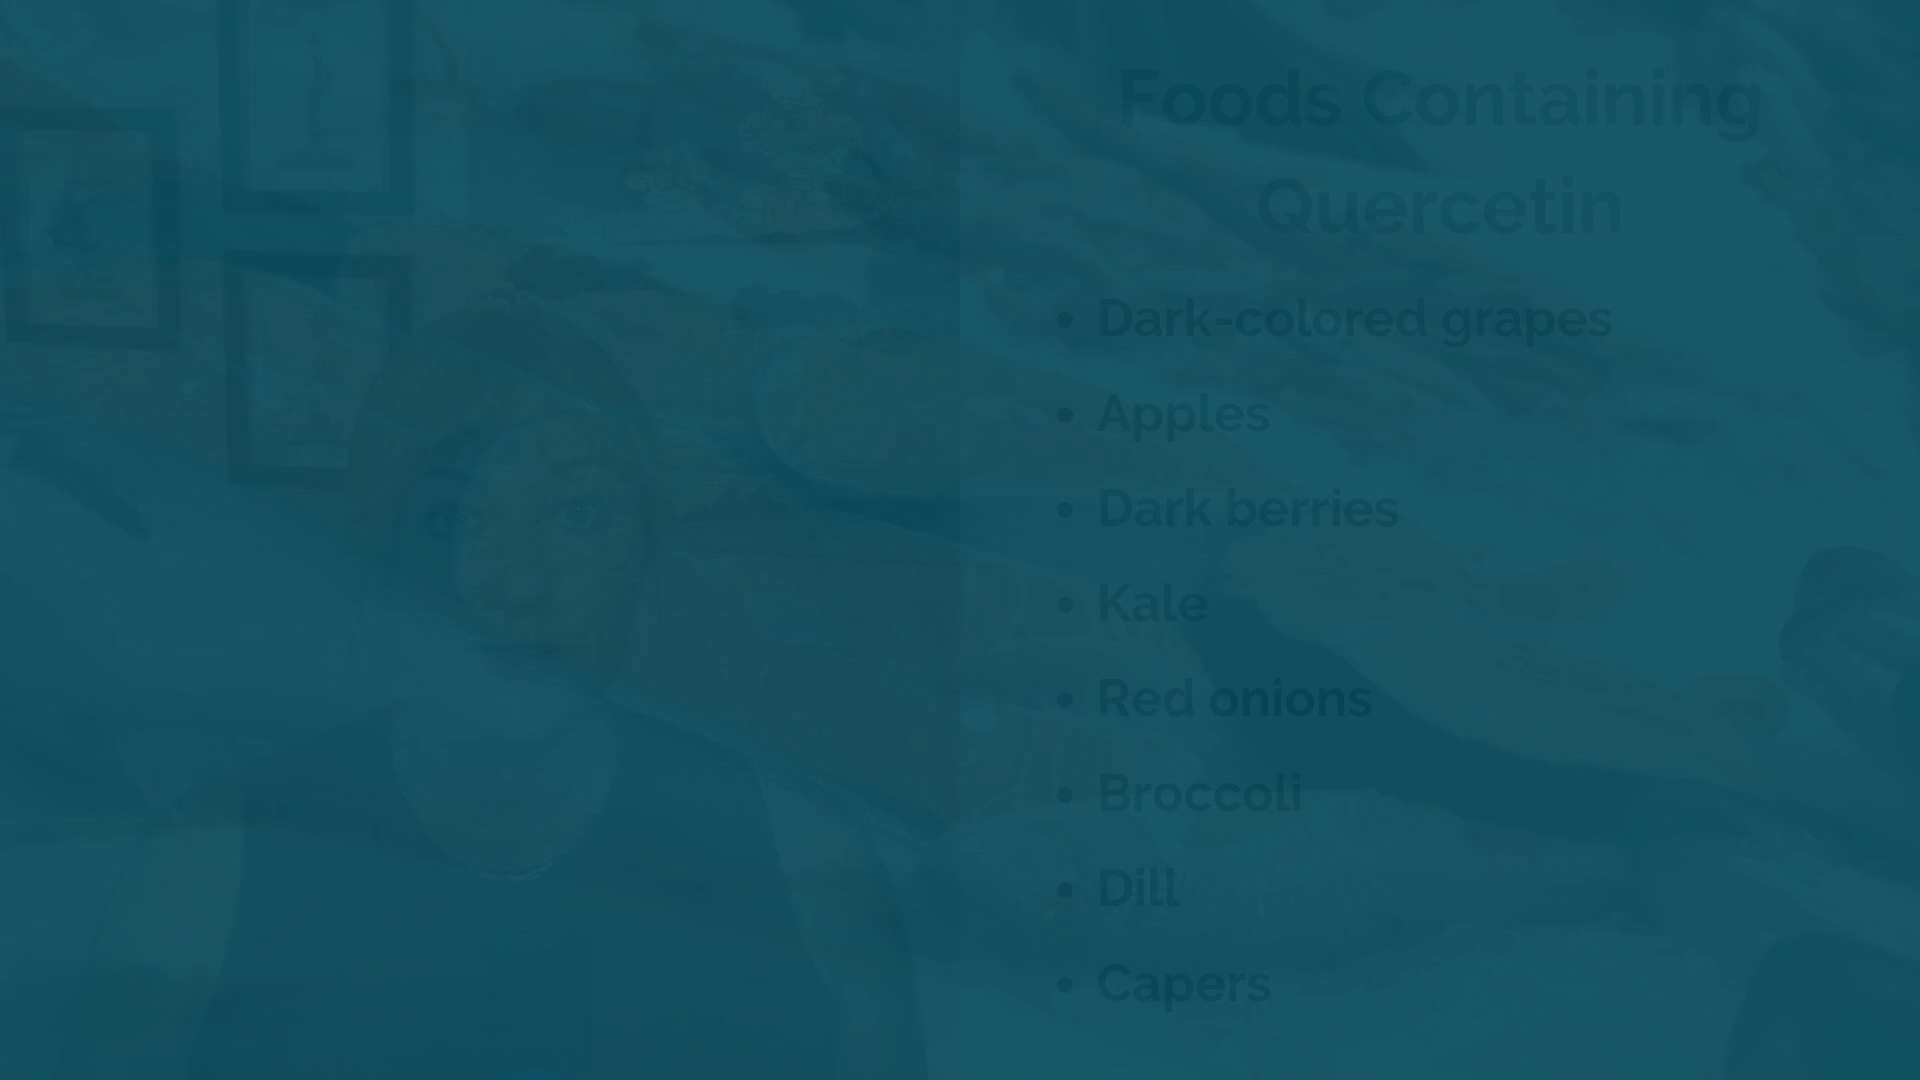 Foods Containing
Quercetin
• Dark-colored grapes
• Apples
• Dark berries
• Kale
• Red onions
• Broccoli
• Dill
• Capers